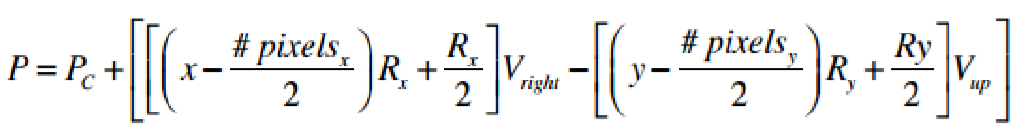 P = P_C + [[(x − # pixels_x / 2) R_x + R_x / 2] V_right − [(y − # pixels_y / 2) R_y + Ry / 2] V_up]